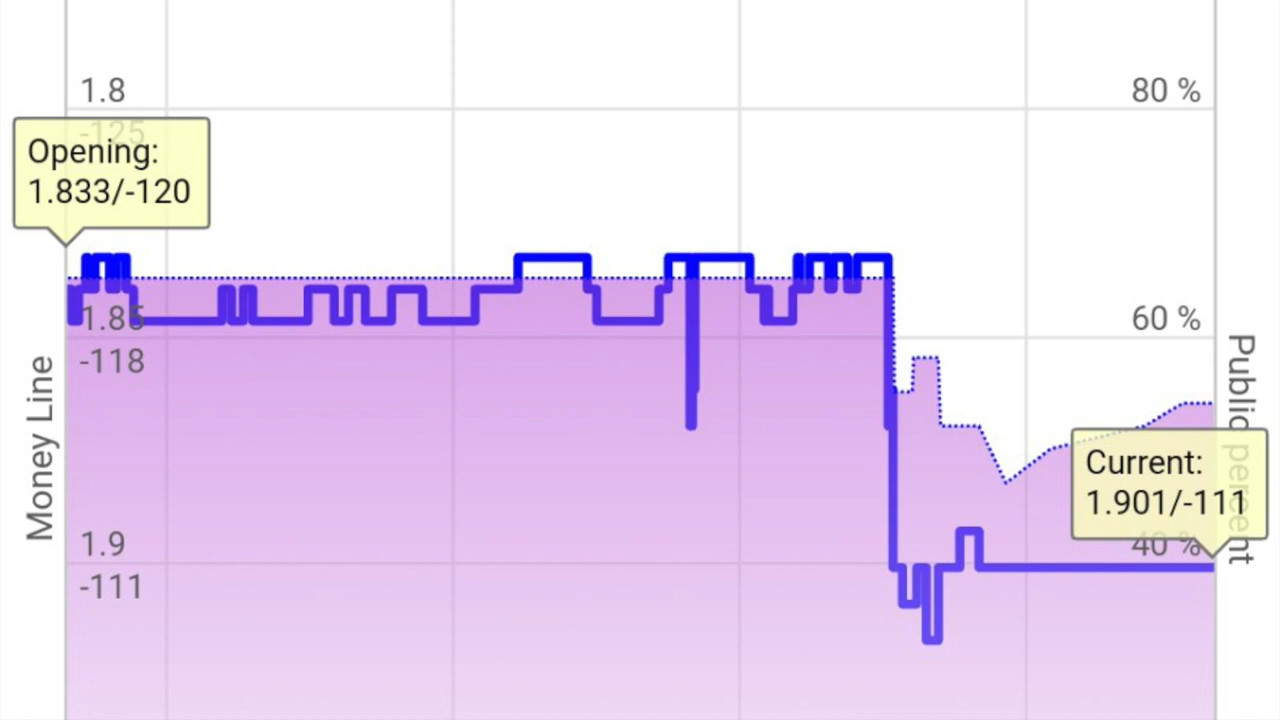 1.8
80 %
-125
Opening:
1.833/-120
1.85
60 %
-118
Money Line
Public percent
Current:
1.901/-111
1.9
40 %
-111